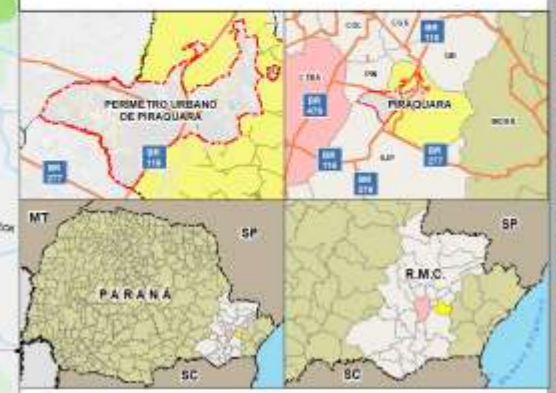 PERÍMETRO URBANO
DE PIRAQUARA
BR
277
BR
116
BR
116
PIRAQUARA
BR
476
BR
116
BR
277
BR
376
MT
SP
PARANÁ
SC
SP
R.M.C.
SC